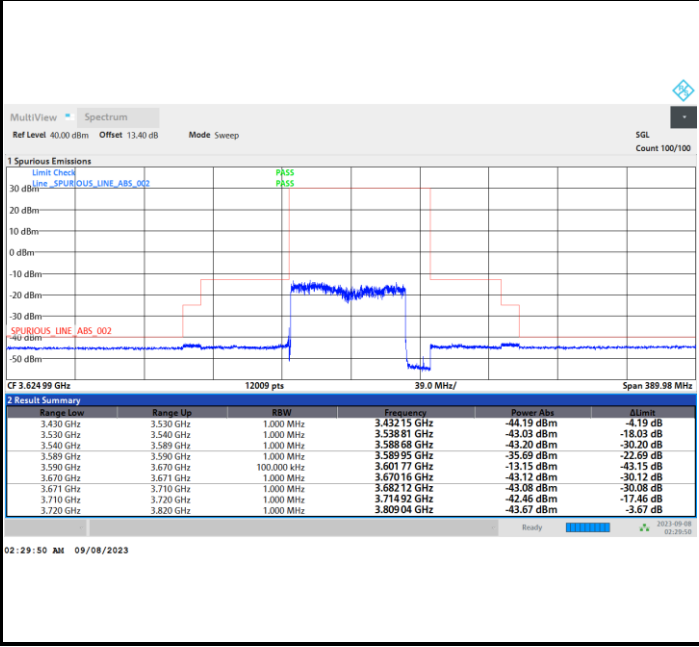 MultiView Spectrum
Ref Level 40.00 dBm Offset 13.40 dB Mode Sweep SGL
Count 100/100
1 Spurious Emissions
Limit Check PASS
Line _SPURIOUS_LINE_ABS_002 PASS
30 dBm
20 dBm
10 dBm
0 dBm
-10 dBm
-20 dBm
-30 dBm
SPURIOUS_LINE_ABS_002
-40 dBm
-50 dBm
CF 3.624 99 GHz 12009 pts 39.0 MHz/ Span 389.98 MHz
2 Result Summary
Range Low Range Up RBW Frequency Power Abs ΔLimit
3.430 GHz 3.530 GHz 1.000 MHz 3.432 15 GHz -44.19 dBm -4.19 dB
3.530 GHz 3.540 GHz 1.000 MHz 3.538 81 GHz -43.03 dBm -18.03 dB
3.540 GHz 3.589 GHz 1.000 MHz 3.588 68 GHz -43.20 dBm -30.20 dB
3.589 GHz 3.590 GHz 1.000 MHz 3.589 95 GHz -35.69 dBm -22.69 dB
3.590 GHz 3.670 GHz 100.000 kHz 3.601 77 GHz -13.15 dBm -43.15 dB
3.670 GHz 3.671 GHz 1.000 MHz 3.670 16 GHz -43.12 dBm -30.12 dB
3.671 GHz 3.710 GHz 1.000 MHz 3.682 12 GHz -43.08 dBm -30.08 dB
3.710 GHz 3.720 GHz 1.000 MHz 3.714 92 GHz -42.46 dBm -17.46 dB
3.720 GHz 3.820 GHz 1.000 MHz 3.809 04 GHz -43.67 dBm -3.67 dB
Ready 2023-09-08
02:29:50
02:29:50 AM 09/08/2023